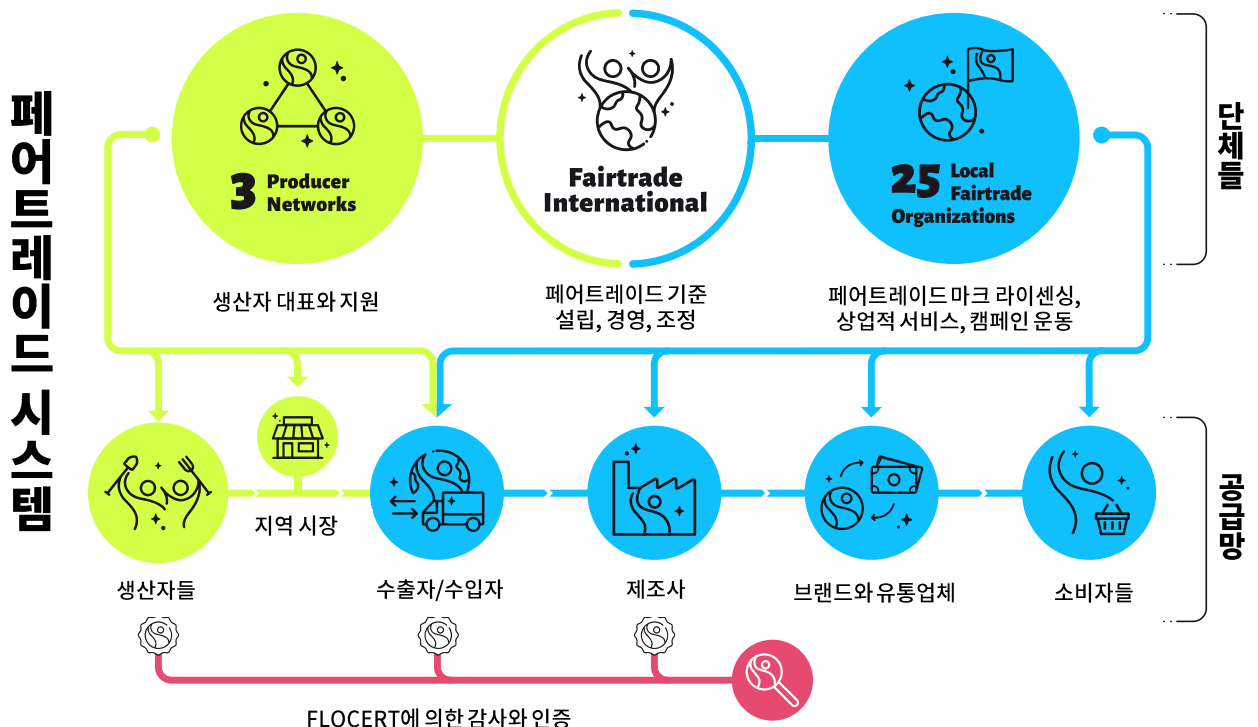 페어트레이드 시스템
3 Producer
Networks
Fairtrade
International
25 Local
Fairtrade
Organizations
단체들
생산자 대표와 지원
페어트레이드 기준
설립, 경영, 조정
페어트레이드 마크 라이센싱,
상업적 서비스, 캠페인 운동
지역 시장
공급망
생산자들
수출자/수입자
제조사
브랜드와 유통업체
소비자들
FLOCERT에 의한 감사와 인증